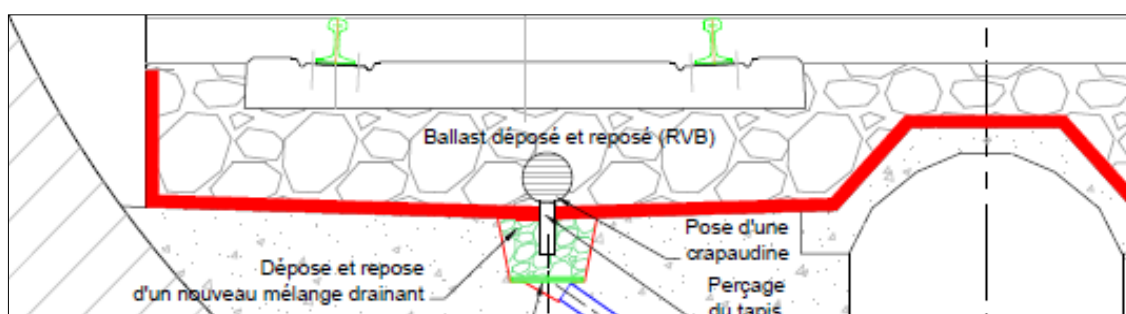 Ballast déposé et reposé (RVB)
Pose d'une
crapaudine
Dépose et repose
d'un nouveau mélange drainant
Perçage
du tapis